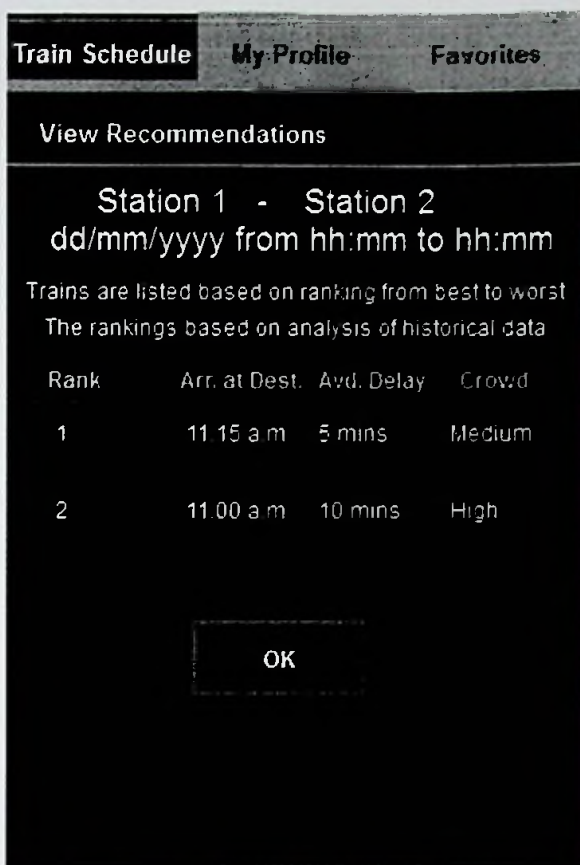 Train Schedule My Profile Favorites
View Recommendations
Station 1 - Station 2
dd/mm/yyyy from hh:mm to hh:mm
Trains are listed based on ranking from best to worst
The rankings based on analysis of historical data
Rank Arr. at Dest. Avd. Delay Crowd
1 11.15 a.m 5 mins Medium
2 11.00 a.m 10 mins High
OK